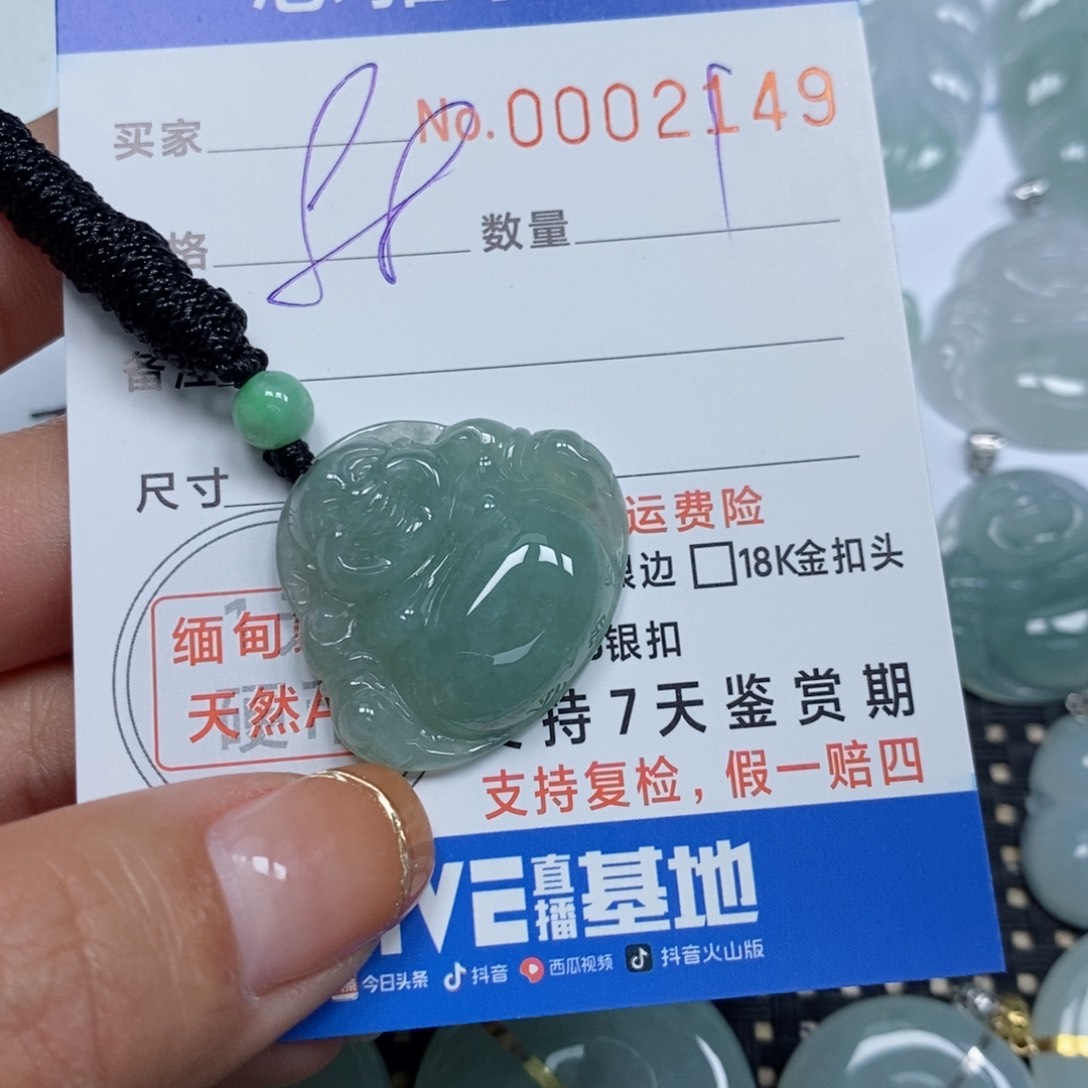 买家 No.0002149
格 数量
备注
尺寸
运费险
银边 □18K金扣头
银扣
缅甸
天然A
持7天鉴赏期
支持复检，假一赔四
VE直播基地
今日头条 抖音 西瓜视频 抖音火山版